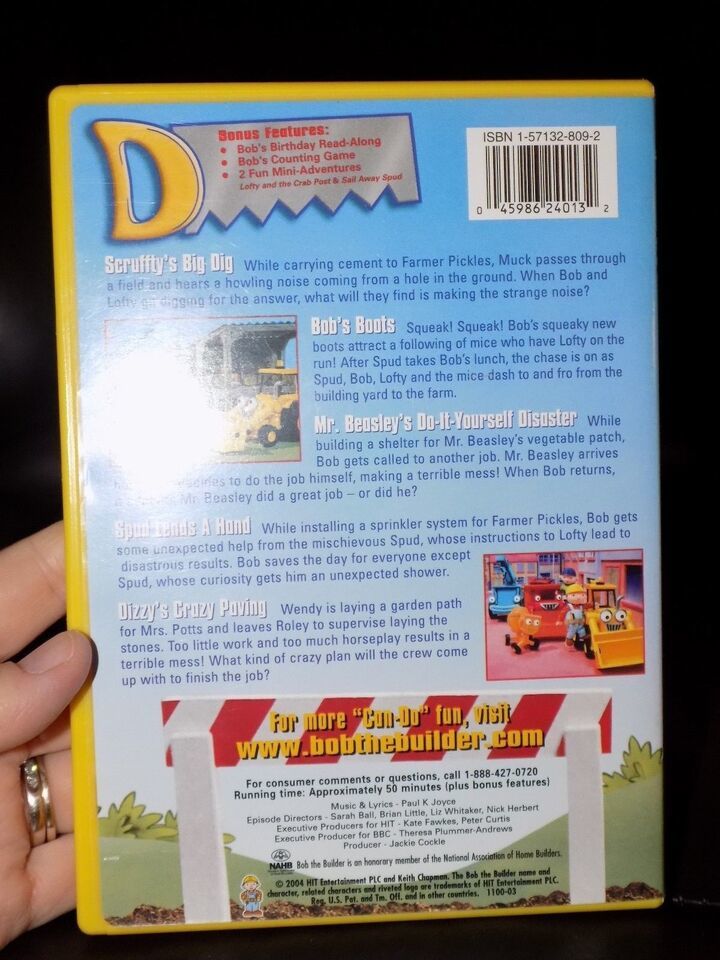 D
Bonus Features:
• Bob's Birthday Read-Along
• Bob's Counting Game
• 2 Fun Mini-Adventures
Lofty and the Crab Post & Sail Away Spud
ISBN 1-57132-809-2
0 45986 24013 2
Scruffty's Big Dig While carrying cement to Farmer Pickles, Muck passes through
a field and hears a howling noise coming from a hole in the ground. When Bob and
Lofty digging for the answer, what will they find is making the strange noise?
Bob's Boots Squeak! Squeak! Bob's squeaky new
boots attract a following of mice who have Lofty on the
run! After Spud takes Bob's lunch, the chase is on as
Spud, Bob, Lofty and the mice dash to and fro from the
building yard to the farm.
Mr. Beasley's Do-It-Yourself Disaster While
building a shelter for Mr. Beasley's vegetable patch,
Bob gets called to another job. Mr. Beasley arrives
to do the job himself, making a terrible mess! When Bob returns,
Mr. Beasley did a great job – or did he?
Spud Lends A Hand While installing a sprinkler system for Farmer Pickles, Bob gets
some unexpected help from the mischievous Spud, whose instructions to Lofty lead to
disastrous results. Bob saves the day for everyone except
Spud, whose curiosity gets him an unexpected shower.
Dizzy's Crazy Paving Wendy is laying a garden path
for Mrs. Potts and leaves Roley to supervise laying the
stones. Too little work and too much horseplay results in a
terrible mess! What kind of crazy plan will the crew come
up with to finish the job?
For more "Can-Do" fun, visit
www.bobthebuilder.com
For consumer comments or questions, call 1-888-427-0720
Running time: Approximately 50 minutes (plus bonus features)
Music & Lyrics - Paul K Joyce
Episode Directors - Sarah Ball, Brian Little, Liz Whitaker, Nick Herbert
Executive Producers for HIT - Kate Fawkes, Peter Curtis
Executive Producer for BBC - Theresa Plummer-Andrews
Producer - Jackie Cockle
NAHB Bob the Builder is an honorary member of the National Association of Home Builders.
© 2004 HIT Entertainment PLC and Keith Chapman. The Bob the Builder name and
character, related characters and riveted logo are trademarks of HIT Entertainment PLC.
Reg. U.S. Pat. and Tm. Off. and in other countries. 1100-03